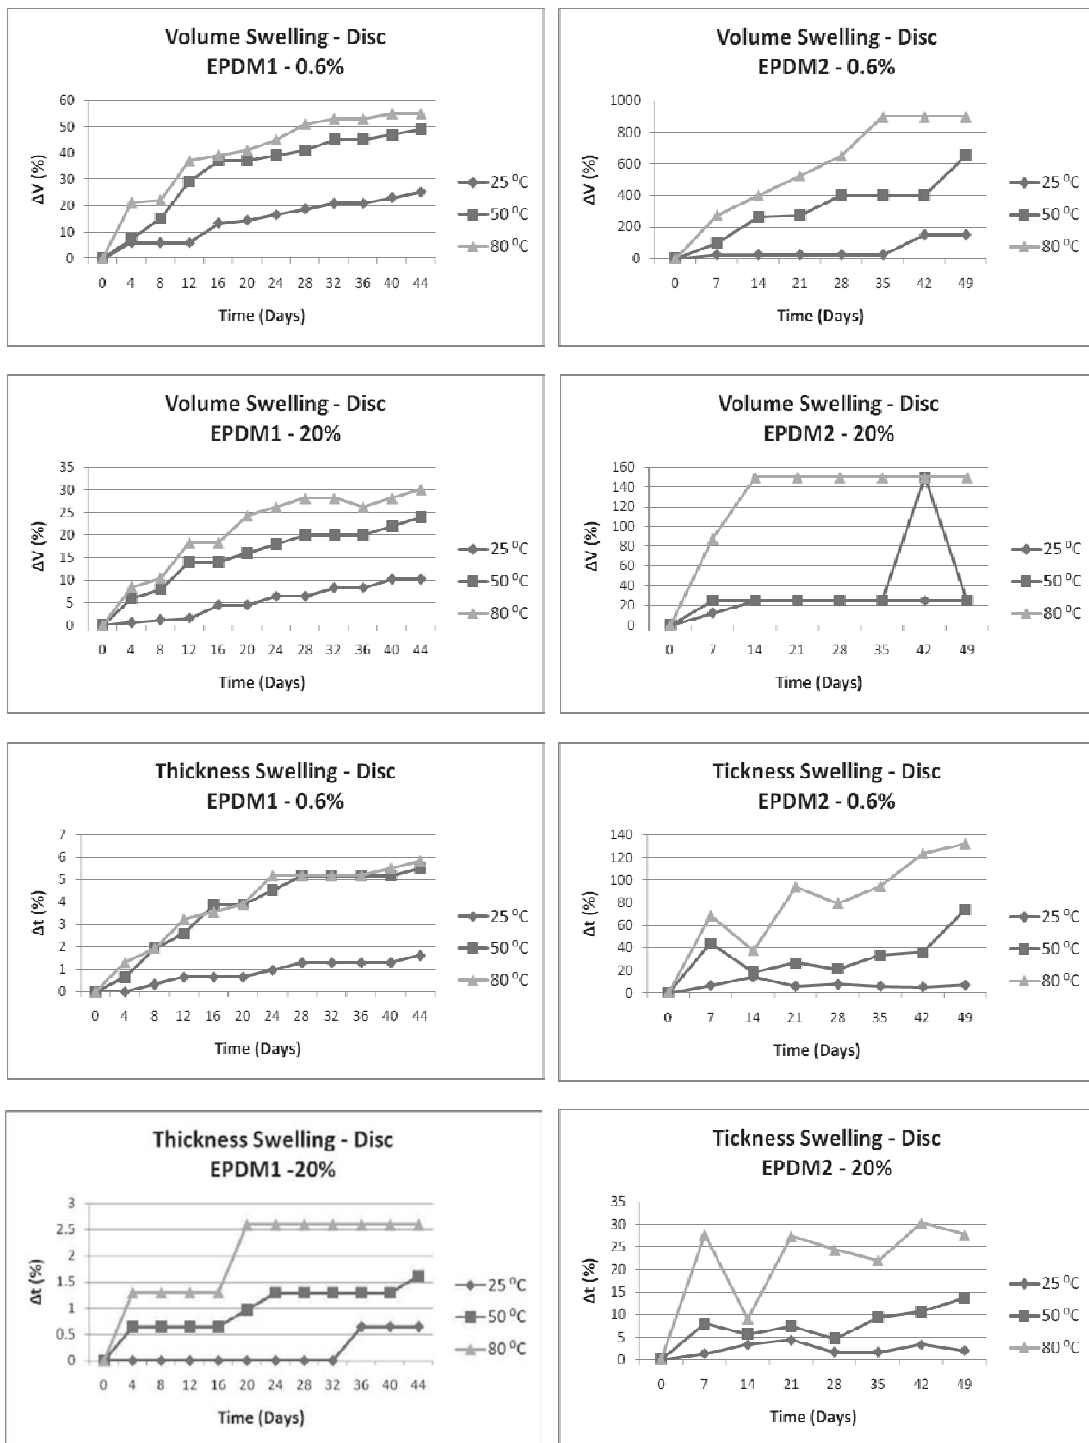 Volume Swelling - Disc
EPDM1 - 0.6%
60
50
40
30
20
10
0
ΔV (%)
0 4 8 12 16 20 24 28 32 36 40 44
Time (Days)
25 °C
50 °C
80 °C
Volume Swelling - Disc
EPDM2 - 0.6%
1000
800
600
400
200
0
ΔV (%)
0 7 14 21 28 35 42 49
Time (Days)
25 °C
50 °C
80 °C
Volume Swelling - Disc
EPDM1 - 20%
35
30
25
20
15
10
5
0
ΔV (%)
0 4 8 12 16 20 24 28 32 36 40 44
Time (Days)
25 °C
50 °C
80 °C
Volume Swelling - Disc
EPDM2 - 20%
160
140
120
100
80
60
40
20
0
ΔV (%)
0 7 14 21 28 35 42 49
Time (Days)
25 °C
50 °C
80 °C
Thickness Swelling - Disc
EPDM1 - 0.6%
7
6
5
4
3
2
1
0
Δt (%)
0 4 8 12 16 20 24 28 32 36 40 44
Time (Days)
25 °C
50 °C
80 °C
Tickness Swelling - Disc
EPDM2 - 0.6%
140
120
100
80
60
40
20
0
Δt (%)
0 7 14 21 28 35 42 49
Time (Days)
25 °C
50 °C
80 °C
Thickness Swelling - Disc
EPDM1 -20%
3
2.5
2
1.5
1
0.5
0
Δt (%)
0 4 8 12 16 20 24 28 32 36 40 44
Time (Days)
25 °C
50 °C
80 °C
Tickness Swelling - Disc
EPDM2 - 20%
35
30
25
20
15
10
5
0
Δt (%)
0 7 14 21 28 35 42 49
Time (Days)
25 °C
50 °C
80 °C